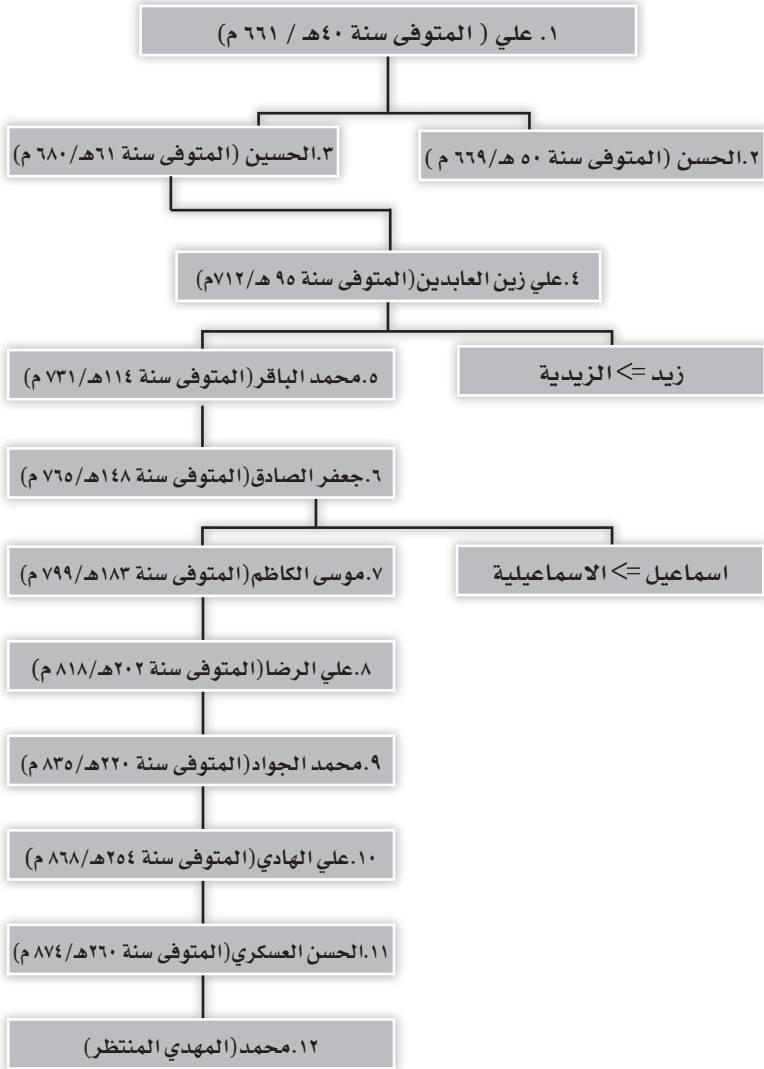 ١. علي ( المتوفى سنة ٤٠هـ / ٦٦١ م)
٢.الحسن (المتوفى سنة ٥٠ هـ/٦٦٩ م )
٣.الحسين (المتوفى سنة ٦١هـ/٦٨٠ م)
٤.علي زين العابدين(المتوفى سنة ٩٥ هـ/٧١٢م)
زيد => الزيدية
٥.محمد الباقر(المتوفى سنة ١١٤هـ/٧٣١ م)
٦.جعفر الصادق(المتوفى سنة ١٤٨هـ/٧٦٥ م)
اسماعيل => الاسماعيلية
٧.موسى الكاظم(المتوفى سنة ١٨٣هـ/٧٩٩ م)
٨.علي الرضا(المتوفى سنة ٢٠٢هـ/٨١٨ م)
٩.محمد الجواد(المتوفى سنة ٢٢٠هـ/٨٣٥ م)
١٠.علي الهادي(المتوفى سنة ٢٥٤هـ/٨٦٨ م)
١١.الحسن العسكري(المتوفى سنة ٢٦٠هـ/٨٧٤ م)
١٢.محمد(المهدي المنتظر)